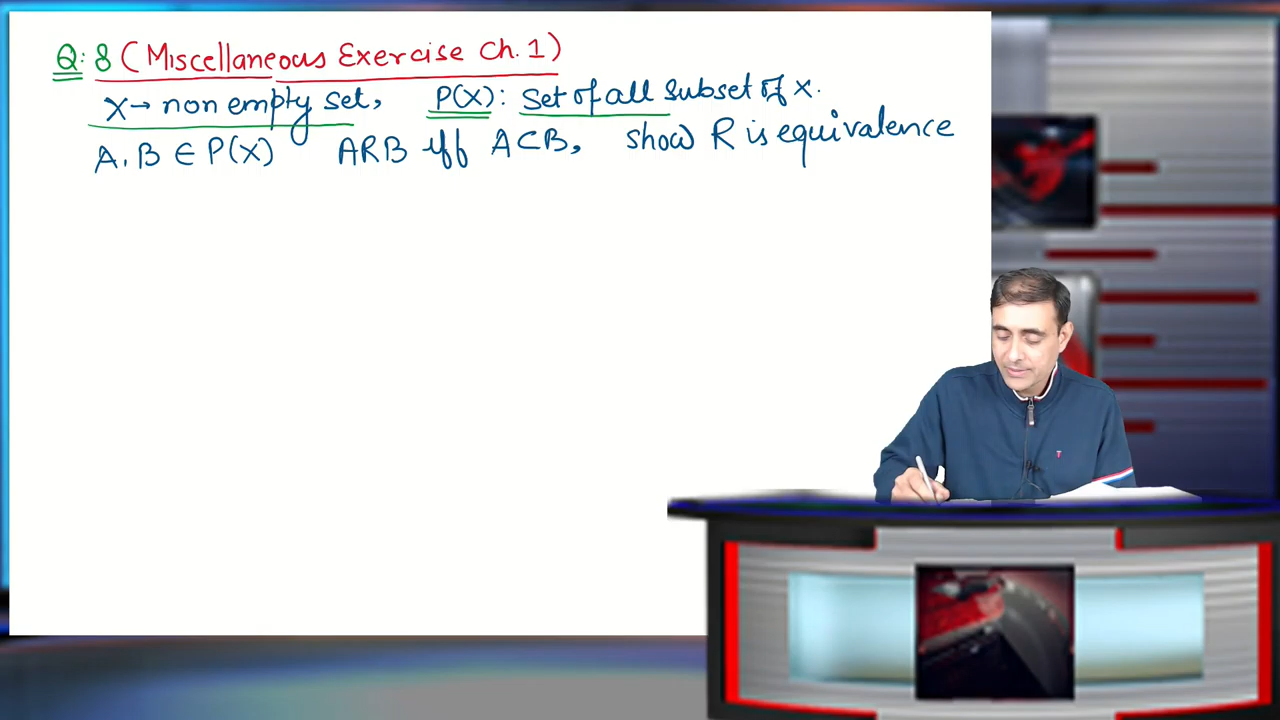 Q: 8 (Miscellaneous Exercise Ch. 1)
X → non empty set, P(X): Set of all subset of X.
A, B ∈ P(X) ARB iff A⊂B, show R is equivalence